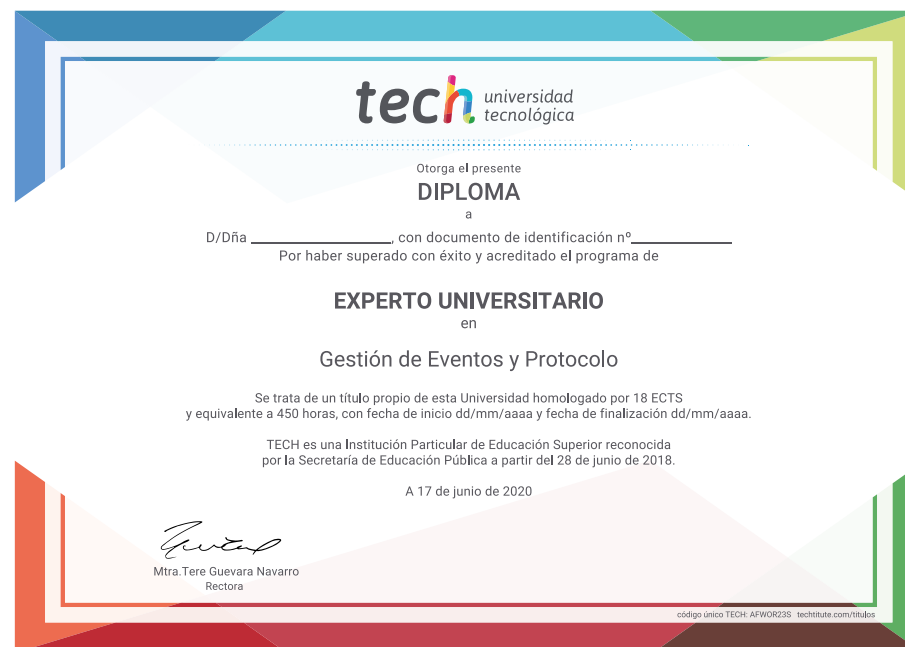 tech universidad
tecnológica
Otorga el presente
DIPLOMA
a
D/Dña ____________________, con documento de identificación nº______________
Por haber superado con éxito y acreditado el programa de
EXPERTO UNIVERSITARIO
en
Gestión de Eventos y Protocolo
Se trata de un título propio de esta Universidad homologado por 18 ECTS
y equivalente a 450 horas, con fecha de inicio dd/mm/aaaa y fecha de finalización dd/mm/aaaa.
TECH es una Institución Particular de Educación Superior reconocida
por la Secretaría de Educación Pública a partir del 28 de junio de 2018.
A 17 de junio de 2020
Mtra.Tere Guevara Navarro
Rectora
código único TECH: AFWOR23S techtitute.com/titulos